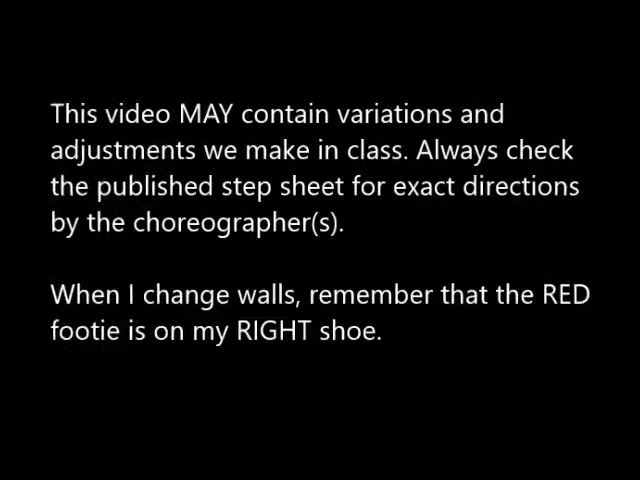 This video MAY contain variations and
adjustments we make in class. Always check
the published step sheet for exact directions
by the choreographer(s).
When I change walls, remember that the RED
footie is on my RIGHT shoe.